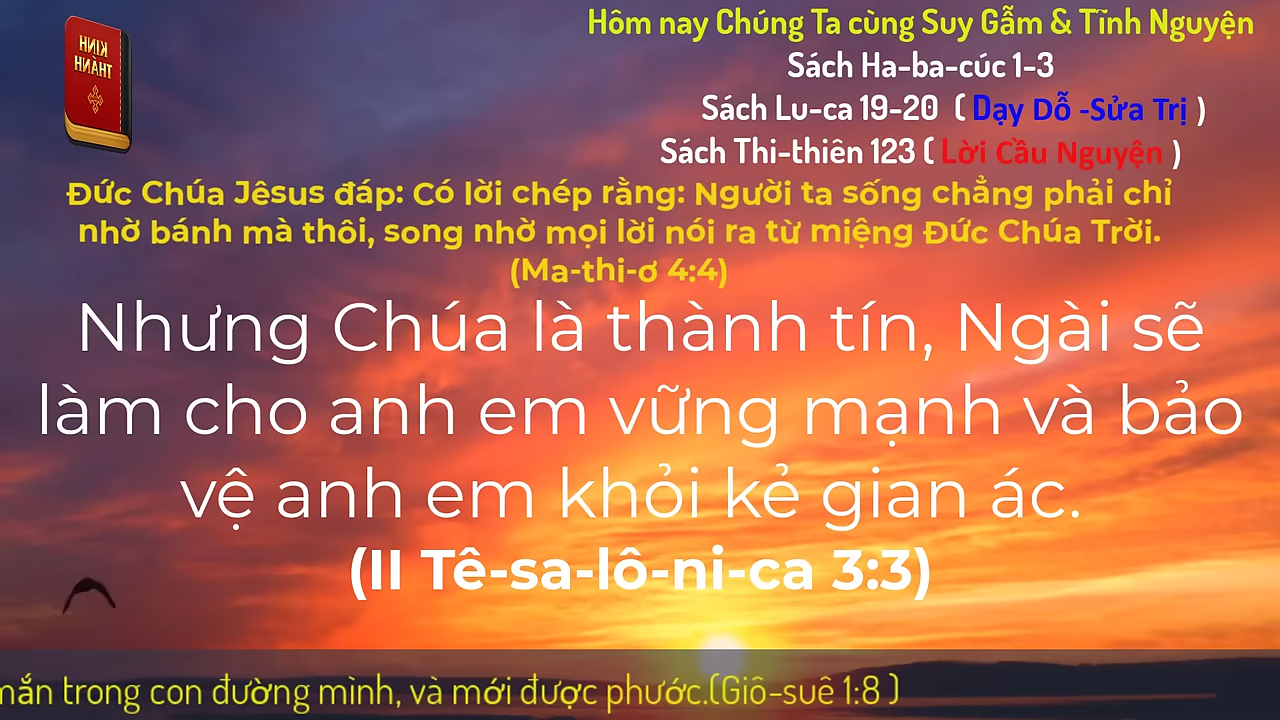 KINH
THÁNH
Hôm nay Chúng Ta cùng Suy Gẫm & Tĩnh Nguyện
Sách Ha-ba-cúc 1-3
Sách Lu-ca 19-20 ( Dạy Dỗ -Sửa Trị )
Sách Thi-thiên 123 ( Lời Cầu Nguyện )
Đức Chúa Jêsus đáp: Có lời chép rằng: Người ta sống chẳng phải chỉ
nhờ bánh mà thôi, song nhờ mọi lời nói ra từ miệng Đức Chúa Trời.
(Ma-thi-ơ 4:4)
Nhưng Chúa là thành tín, Ngài sẽ
làm cho anh em vững mạnh và bảo
vệ anh em khỏi kẻ gian ác.
(II Tê-sa-lô-ni-ca 3:3)
mắn trong con đường mình, và mới được phước.(Giô-suê 1:8 )